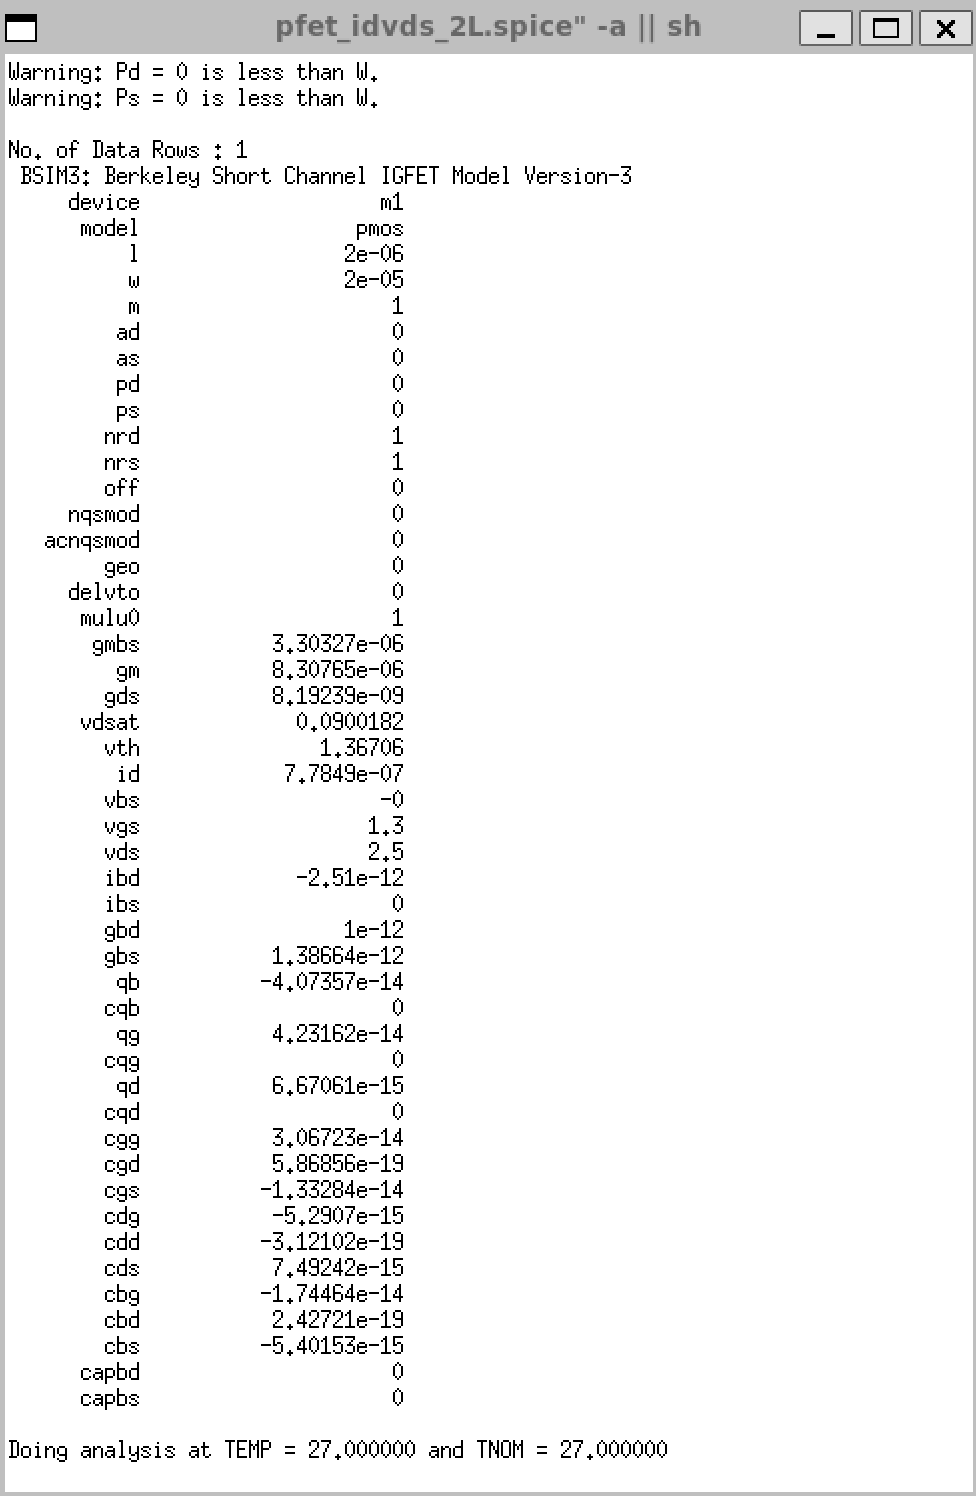 pfet_idvds_2L.spice" -a || sh
Warning: Pd = 0 is less than W.
Warning: Ps = 0 is less than W.
No. of Data Rows : 1
BSIM3: Berkeley Short Channel IGFET Model Version-3
device m1
model pmos
l 2e-06
w 2e-05
m 1
ad 0
as 0
pd 0
ps 0
nrd 1
nrs 1
off 0
nqsmod 0
acnqsmod 0
geo 0
delvto 0
mulu0 1
gmbs 3.30327e-06
gm 8.30765e-06
gds 8.19239e-09
vdsat 0.0900182
vth 1.36706
id 7.7849e-07
vbs -0
vgs 1.3
vds 2.5
ibd -2.51e-12
ibs 0
gbd 1e-12
gbs 1.38664e-12
qb -4.07357e-14
cqb 0
qg 4.23162e-14
cqg 0
qd 6.67061e-15
cqd 0
cgg 3.06723e-14
cgd 5.86856e-19
cgs -1.33284e-14
cdg -5.2907e-15
cdd -3.12102e-19
cds 7.49242e-15
cbg -1.74464e-14
cbd 2.42721e-19
cbs -5.40153e-15
capbd 0
capbs 0
Doing analysis at TEMP = 27.000000 and TNOM = 27.000000